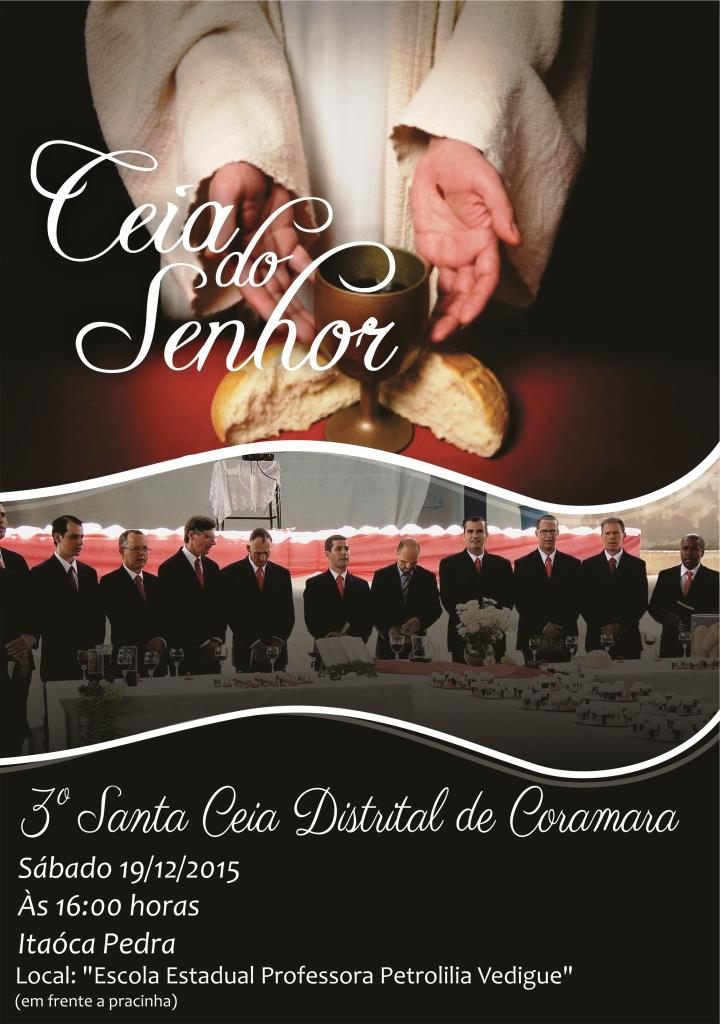 Ceia
do
Senhor
3º Santa Ceia Distrital de Coramara
Sábado 19/12/2015
Às 16:00 horas
Itaóca Pedra
Local: "Escola Estadual Professora Petrolilia Vedigue"
(em frente a pracinha)